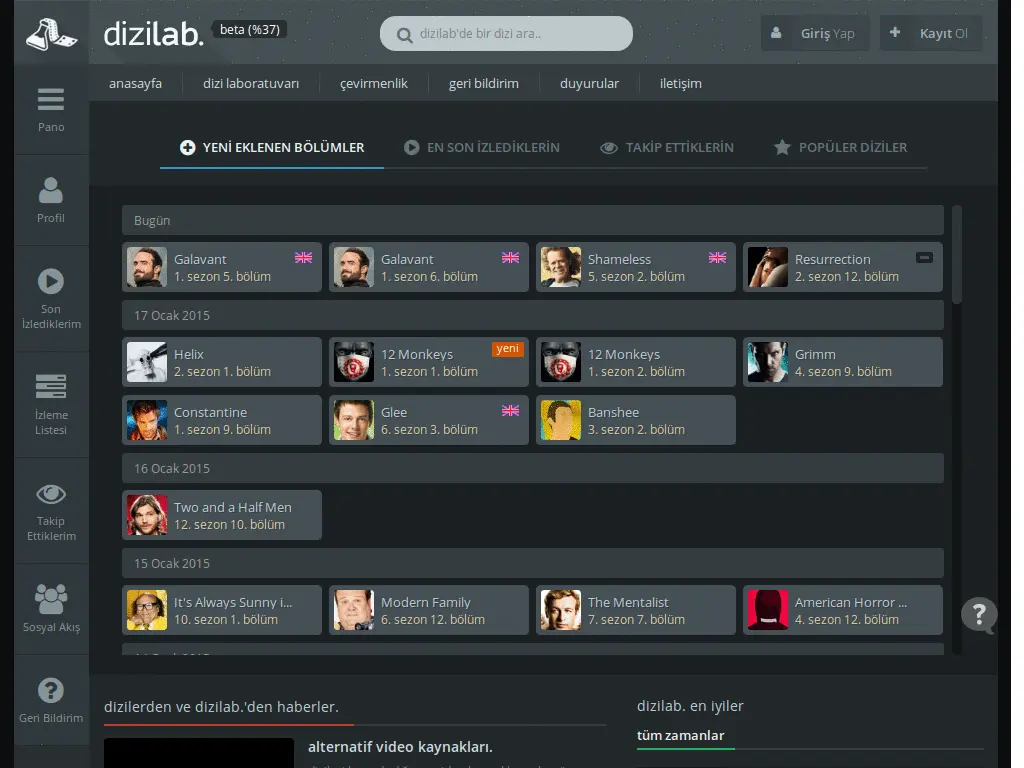 dizilab.
beta (%37)
dizilab'de bir dizi ara..
Giriş Yap
Kayıt Ol
anasayfa
dizi laboratuvarı
çevirmenlik
geri bildirim
duyurular
iletişim
Pano
Profil
Son
İzlediklerim
İzleme
Listesi
Takip
Ettiklerim
Sosyal Akış
Geri Bildirim
YENİ EKLENEN BÖLÜMLER
EN SON İZLEDİKLERİN
TAKİP ETTİKLERİN
POPÜLER DİZİLER
Bugün
Galavant
1. sezon 5. bölüm
Galavant
1. sezon 6. bölüm
Shameless
5. sezon 2. bölüm
Resurrection
2. sezon 12. bölüm
17 Ocak 2015
Helix
2. sezon 1. bölüm
12 Monkeys
yeni
1. sezon 1. bölüm
12 Monkeys
1. sezon 2. bölüm
Grimm
4. sezon 9. bölüm
Constantine
1. sezon 9. bölüm
Glee
6. sezon 3. bölüm
Banshee
3. sezon 2. bölüm
16 Ocak 2015
Two and a Half Men
12. sezon 10. bölüm
15 Ocak 2015
It's Always Sunny i...
10. sezon 1. bölüm
Modern Family
6. sezon 12. bölüm
The Mentalist
7. sezon 7. bölüm
American Horror ...
4. sezon 12. bölüm
?
dizilerden ve dizilab.'den haberler.
alternatif video kaynakları.
dizilab. en iyiler
tüm zamanlar